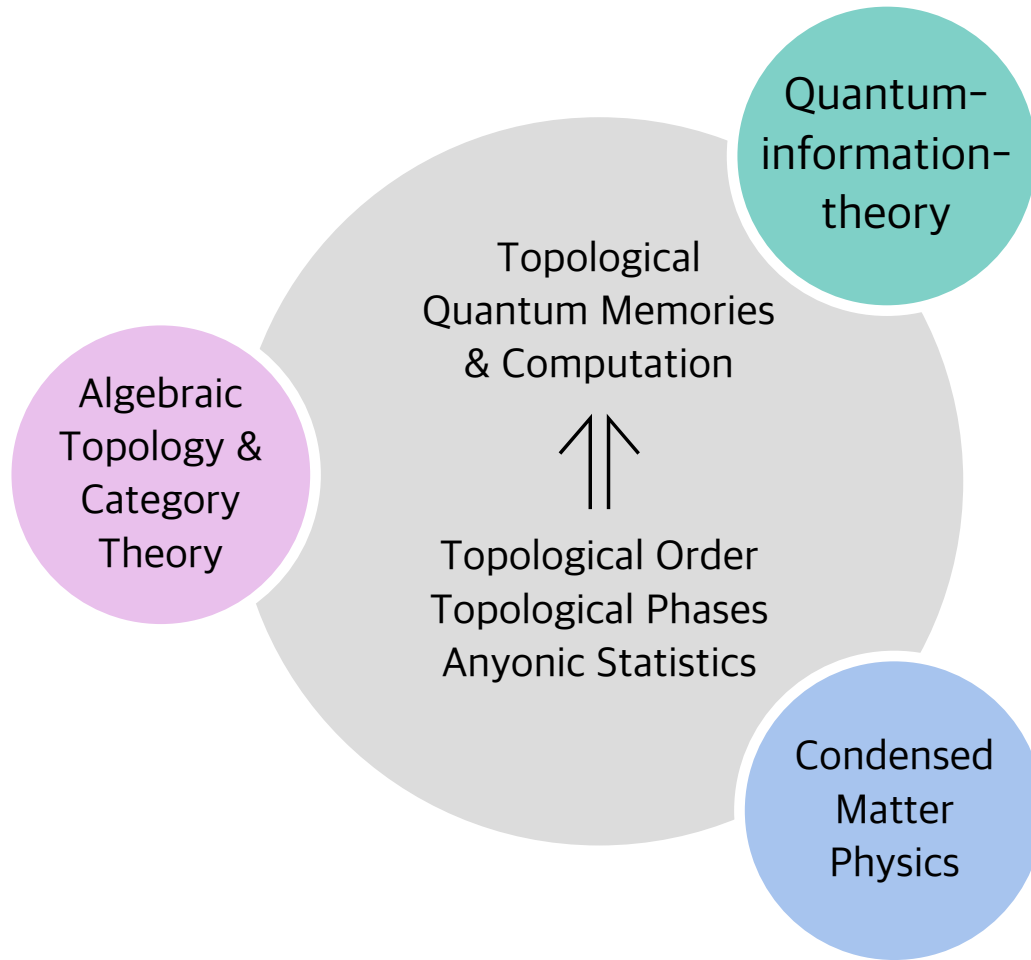 Quantum-
information-
theory
Topological
Quantum Memories
& Computation
Algebraic
Topology &
Category
Theory
Topological Order
Topological Phases
Anyonic Statistics
Condensed
Matter
Physics